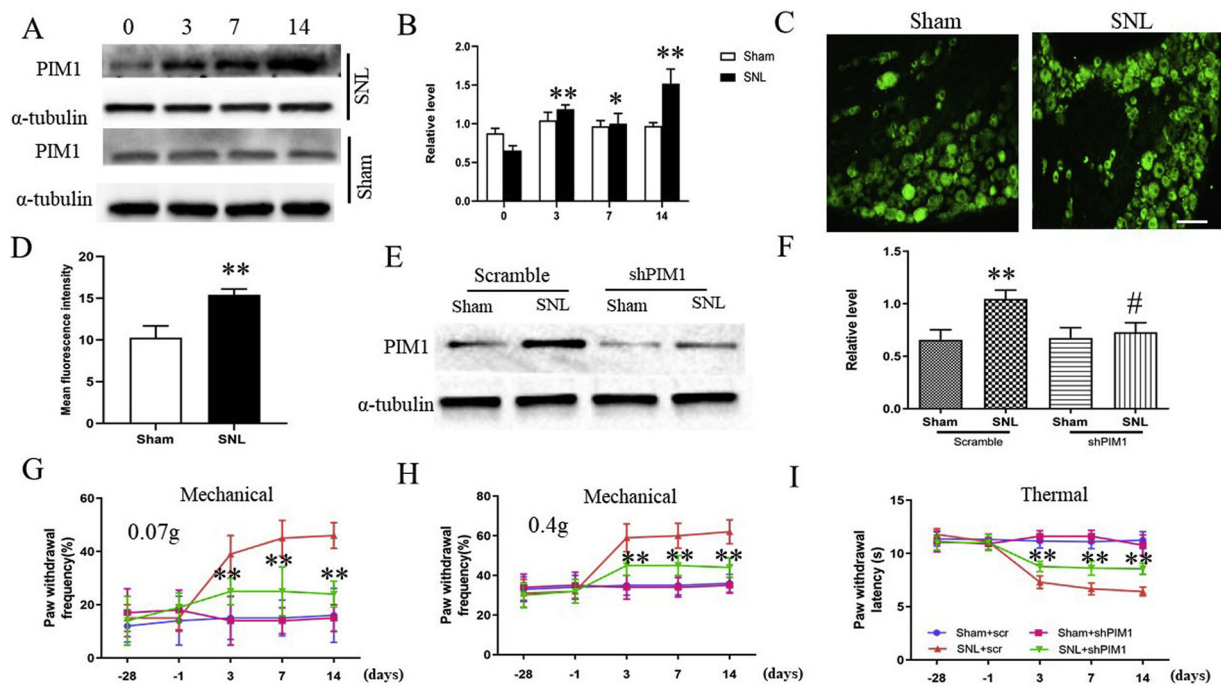 A
0 3 7 14
PIM1
α-tubulin
SNL
PIM1
α-tubulin
Sham
B
Relative level
2.0
1.5
1.0
0.5
0.0
** * **
0 3 7 14
Sham
SNL
C
Sham SNL
D
Mean fluorescence intensity
20
15
10
5
0
**
Sham SNL
E
Scramble shPIM1
Sham SNL Sham SNL
PIM1
α-tubulin
F
Relative level
1.5
1.0
0.5
0.0
**
#
Sham SNL Sham SNL
Scramble shPIM1
G
Mechanical
0.07g
Paw withdrawal
frequency(%)
60
40
20
0
** ** **
-28 -1 3 7 14 (days)
H
Mechanical
0.4g
Paw withdrawal
frequency(%)
80
60
40
20
0
** ** **
-28 -1 3 7 14 (days)
I
Thermal
Paw withdrawal
latency (s)
15
10
5
0
** ** **
Sham+scr Sham+shPIM1
SNL+scr SNL+shPIM1
-28 -1 3 7 14 (days)